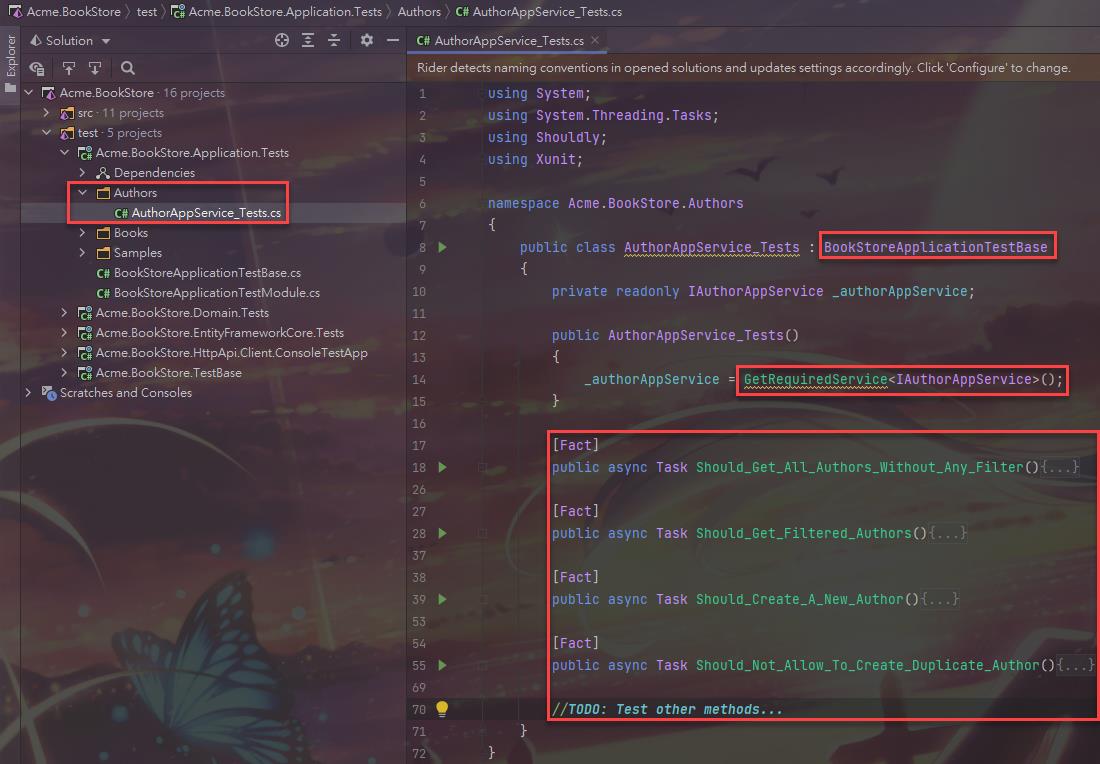 Acme.BookStore › test › Acme.BookStore.Application.Tests › Authors › C# AuthorAppService_Tests.cs
Explorer
Solution
Acme.BookStore · 16 projects
src · 11 projects
test · 5 projects
Acme.BookStore.Application.Tests
Dependencies
Authors
C# AuthorAppService_Tests.cs
Books
Samples
C# BookStoreApplicationTestBase.cs
C# BookStoreApplicationTestModule.cs
Acme.BookStore.Domain.Tests
Acme.BookStore.EntityFrameworkCore.Tests
Acme.BookStore.HttpApi.Client.ConsoleTestApp
Acme.BookStore.TestBase
Scratches and Consoles
C# AuthorAppService_Tests.cs ×
Rider detects naming conventions in opened solutions and updates settings accordingly. Click 'Configure' to change.
1 using System;
2 using System.Threading.Tasks;
3 using Shouldly;
4 using Xunit;
5
6 namespace Acme.BookStore.Authors
7 {
8 public class AuthorAppService_Tests : BookStoreApplicationTestBase
9 {
10 private readonly IAuthorAppService _authorAppService;
11
12 public AuthorAppService_Tests()
13 {
14 _authorAppService = GetRequiredService<IAuthorAppService>();
15 }
16
17 [Fact]
18 public async Task Should_Get_All_Authors_Without_Any_Filter(){...}
26
27 [Fact]
28 public async Task Should_Get_Filtered_Authors(){...}
37
38 [Fact]
39 public async Task Should_Create_A_New_Author(){...}
53
54 [Fact]
55 public async Task Should_Not_Allow_To_Create_Duplicate_Author(){...}
69
70 //TODO: Test other methods...
71 }
72 }